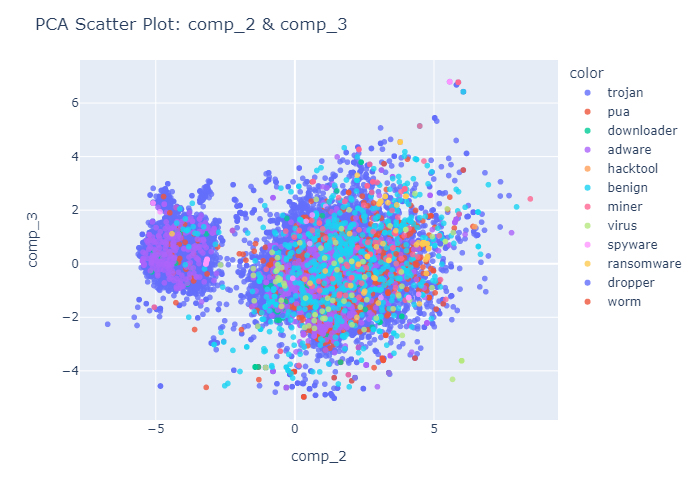 PCA Scatter Plot: comp_2 & comp_3
color
trojan
pua
downloader
adware
hacktool
benign
miner
virus
spyware
ransomware
dropper
worm
comp_3
6
4
2
0
−2
−4
−5
0
5
comp_2